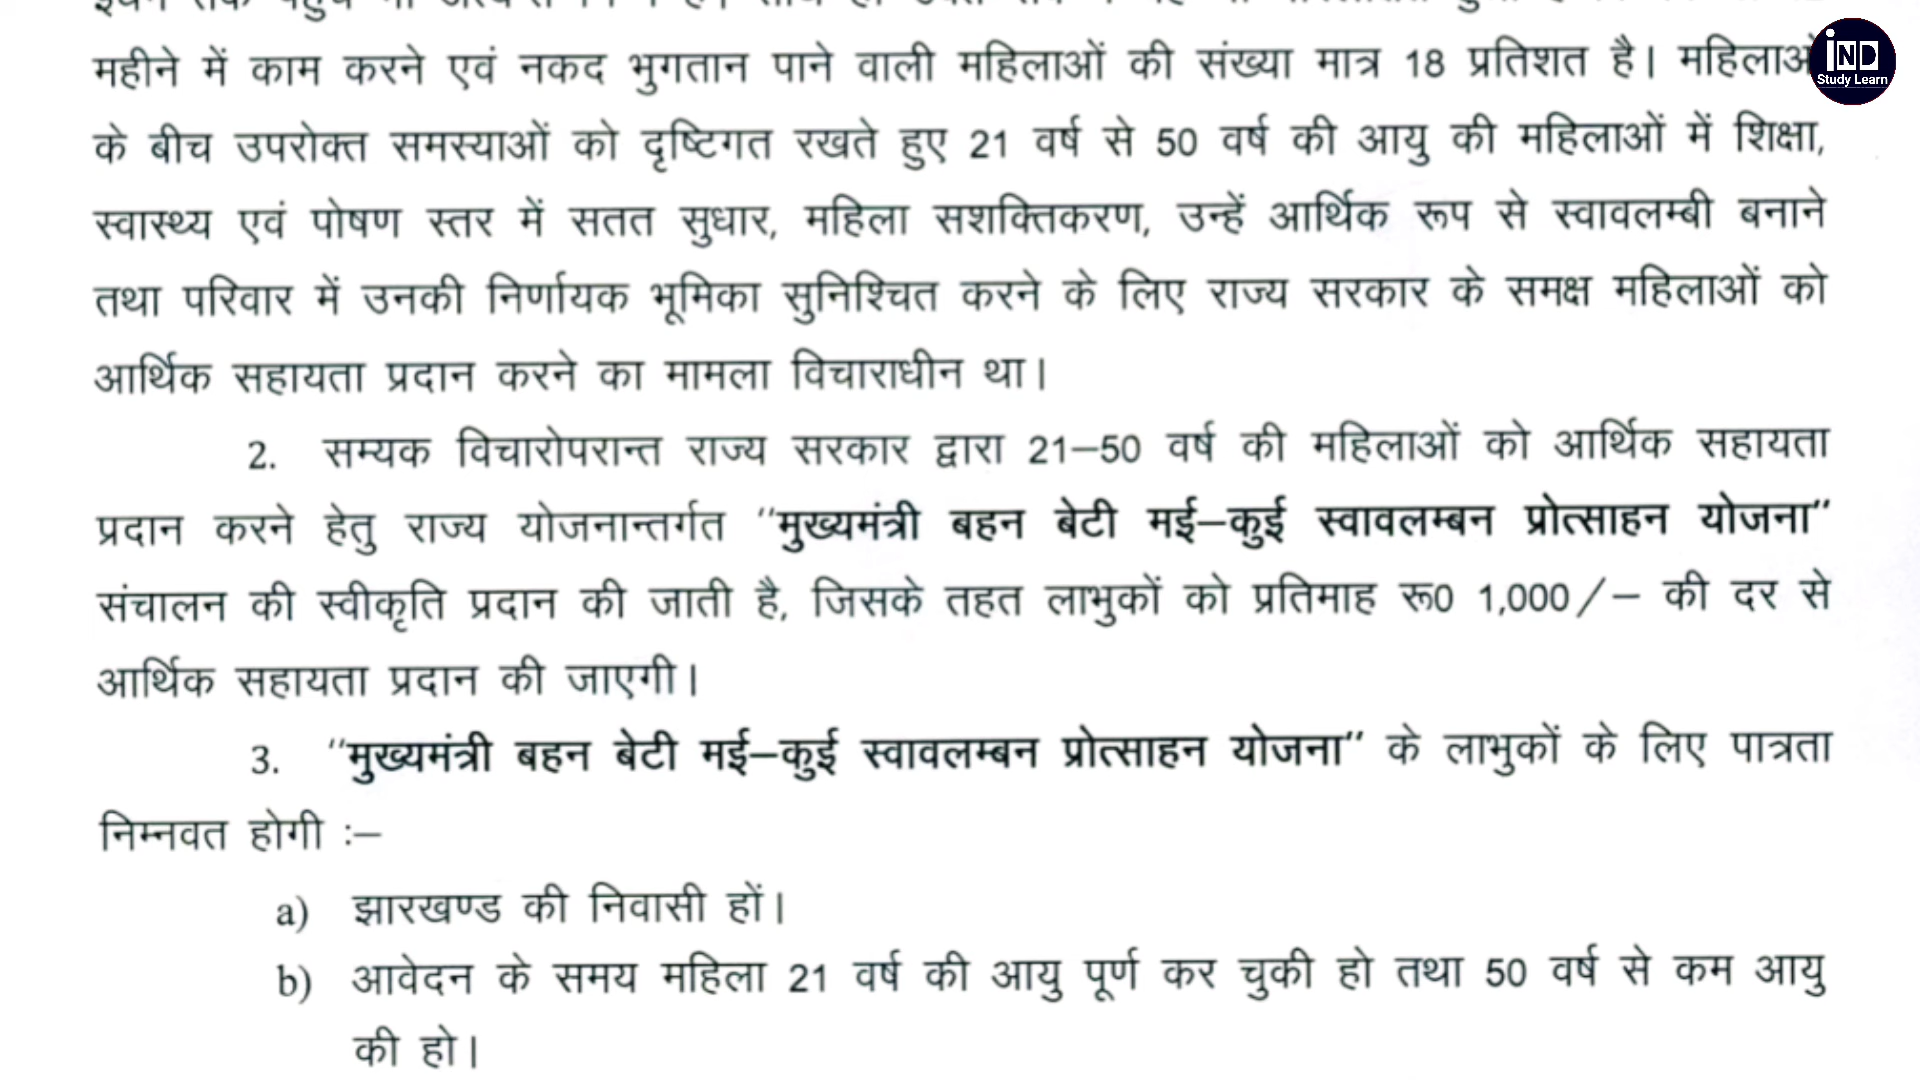 महीने में काम करने एवं नकद भुगतान पाने वाली महिलाओं की संख्या मात्र 18 प्रतिशत है। महिलाओं
के बीच उपरोक्त समस्याओं को दृष्टिगत रखते हुए 21 वर्ष से 50 वर्ष की आयु की महिलाओं में शिक्षा,
स्वास्थ्य एवं पोषण स्तर में सतत सुधार, महिला सशक्तिकरण, उन्हें आर्थिक रूप से स्वावलम्बी बनाने
तथा परिवार में उनकी निर्णायक भूमिका सुनिश्चित करने के लिए राज्य सरकार के समक्ष महिलाओं को
आर्थिक सहायता प्रदान करने का मामला विचाराधीन था।
2. सम्यक विचारोपरान्त राज्य सरकार द्वारा 21–50 वर्ष की महिलाओं को आर्थिक सहायता
प्रदान करने हेतु राज्य योजनान्तर्गत "मुख्यमंत्री बहन बेटी मई–कुई स्वावलम्बन प्रोत्साहन योजना"
संचालन की स्वीकृति प्रदान की जाती है, जिसके तहत लाभुकों को प्रतिमाह रू0 1,000/– की दर से
आर्थिक सहायता प्रदान की जाएगी।
3. "मुख्यमंत्री बहन बेटी मई–कुई स्वावलम्बन प्रोत्साहन योजना" के लाभुकों के लिए पात्रता
निम्नवत होगी :–
a) झारखण्ड की निवासी हों।
b) आवेदन के समय महिला 21 वर्ष की आयु पूर्ण कर चुकी हो तथा 50 वर्ष से कम आयु
की हो।
iND
Study Learn